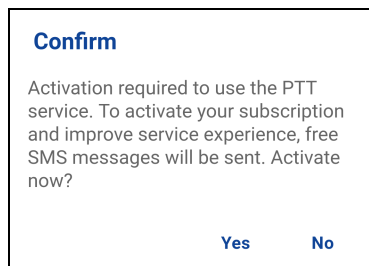 Confirm
Activation required to use the PTT
service. To activate your subscription
and improve service experience, free
SMS messages will be sent. Activate
now?
Yes No